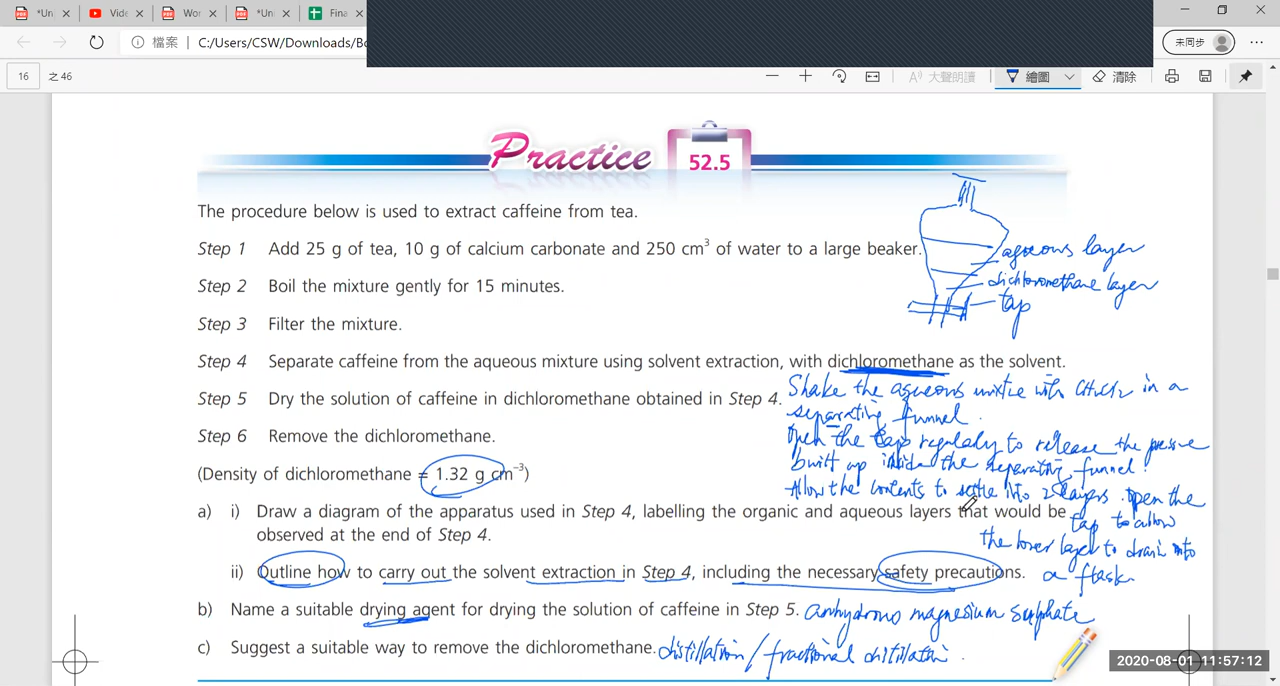 *Un
Vide
Wor
*Un
Fina
檔案
C:/Users/CSW/Downloads/Bo
未同步
16
之 46
大聲朗讀
繪圖
清除
Practice
52.5
The procedure below is used to extract caffeine from tea.
Step 1 Add 25 g of tea, 10 g of calcium carbonate and 250 cm³ of water to a large beaker.
Step 2 Boil the mixture gently for 15 minutes.
Step 3 Filter the mixture.
Step 4 Separate caffeine from the aqueous mixture using solvent extraction, with dichloromethane as the solvent.
Step 5 Dry the solution of caffeine in dichloromethane obtained in Step 4.
Step 6 Remove the dichloromethane.
(Density of dichloromethane = 1.32 g cm⁻³)
aqueous layer
dichloromethane layer
tap
Shake the aqueous mixture with CH2Cl2 in a
separating funnel.
Open the tap regularly to release the pressure
built up inside the separating funnel.
Allow the contents to settle into 2 layers. Open the
tap to allow
the lower layer to drain into
a flask
a) i) Draw a diagram of the apparatus used in Step 4, labelling the organic and aqueous layers that would be
observed at the end of Step 4.
ii) Outline how to carry out the solvent extraction in Step 4, including the necessary safety precautions.
b) Name a suitable drying agent for drying the solution of caffeine in Step 5. anhydrous magnesium sulphate
c) Suggest a suitable way to remove the dichloromethane. distillation / fractional distillation.
2020-08-01 11:57:12